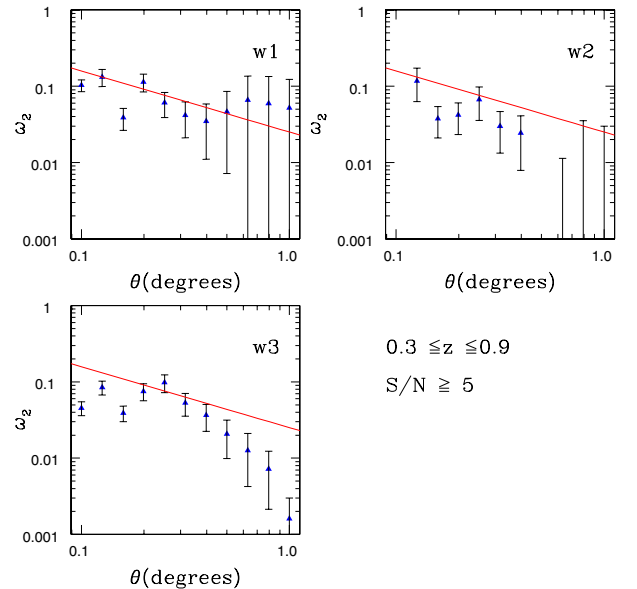 1
w1
0.1
ω₂
0.01
0.001
0.1
1.0
θ(degrees)
1
w2
0.1
ω₂
0.01
0.001
0.1
1.0
θ(degrees)
1
w3
0.1
ω₂
0.01
0.001
0.1
1.0
θ(degrees)
0.3 ≦z ≦0.9
S/N ≧ 5